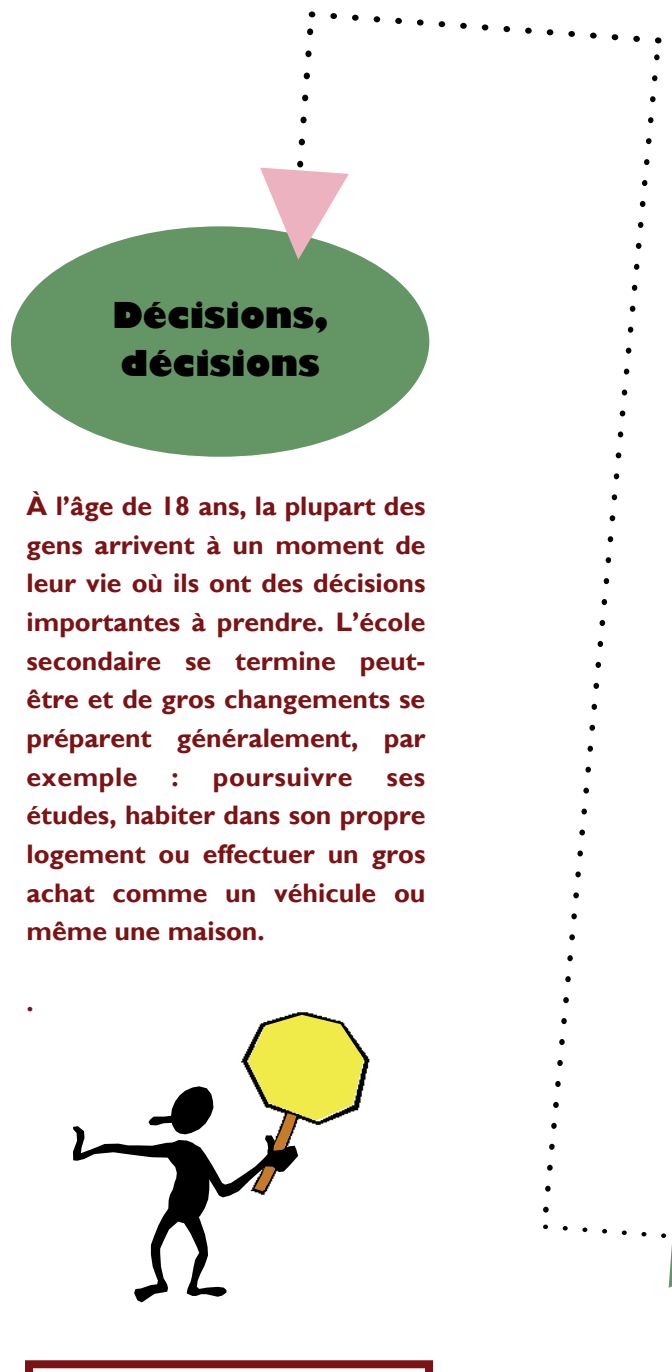 Décisions,
décisions
À l’âge de 18 ans, la plupart des
gens arrivent à un moment de
leur vie où ils ont des décisions
importantes à prendre. L’école
secondaire se termine peut-
être et de gros changements se
préparent généralement, par
exemple : poursuivre ses
études, habiter dans son propre
logement ou effectuer un gros
achat comme un véhicule ou
même une maison.
.